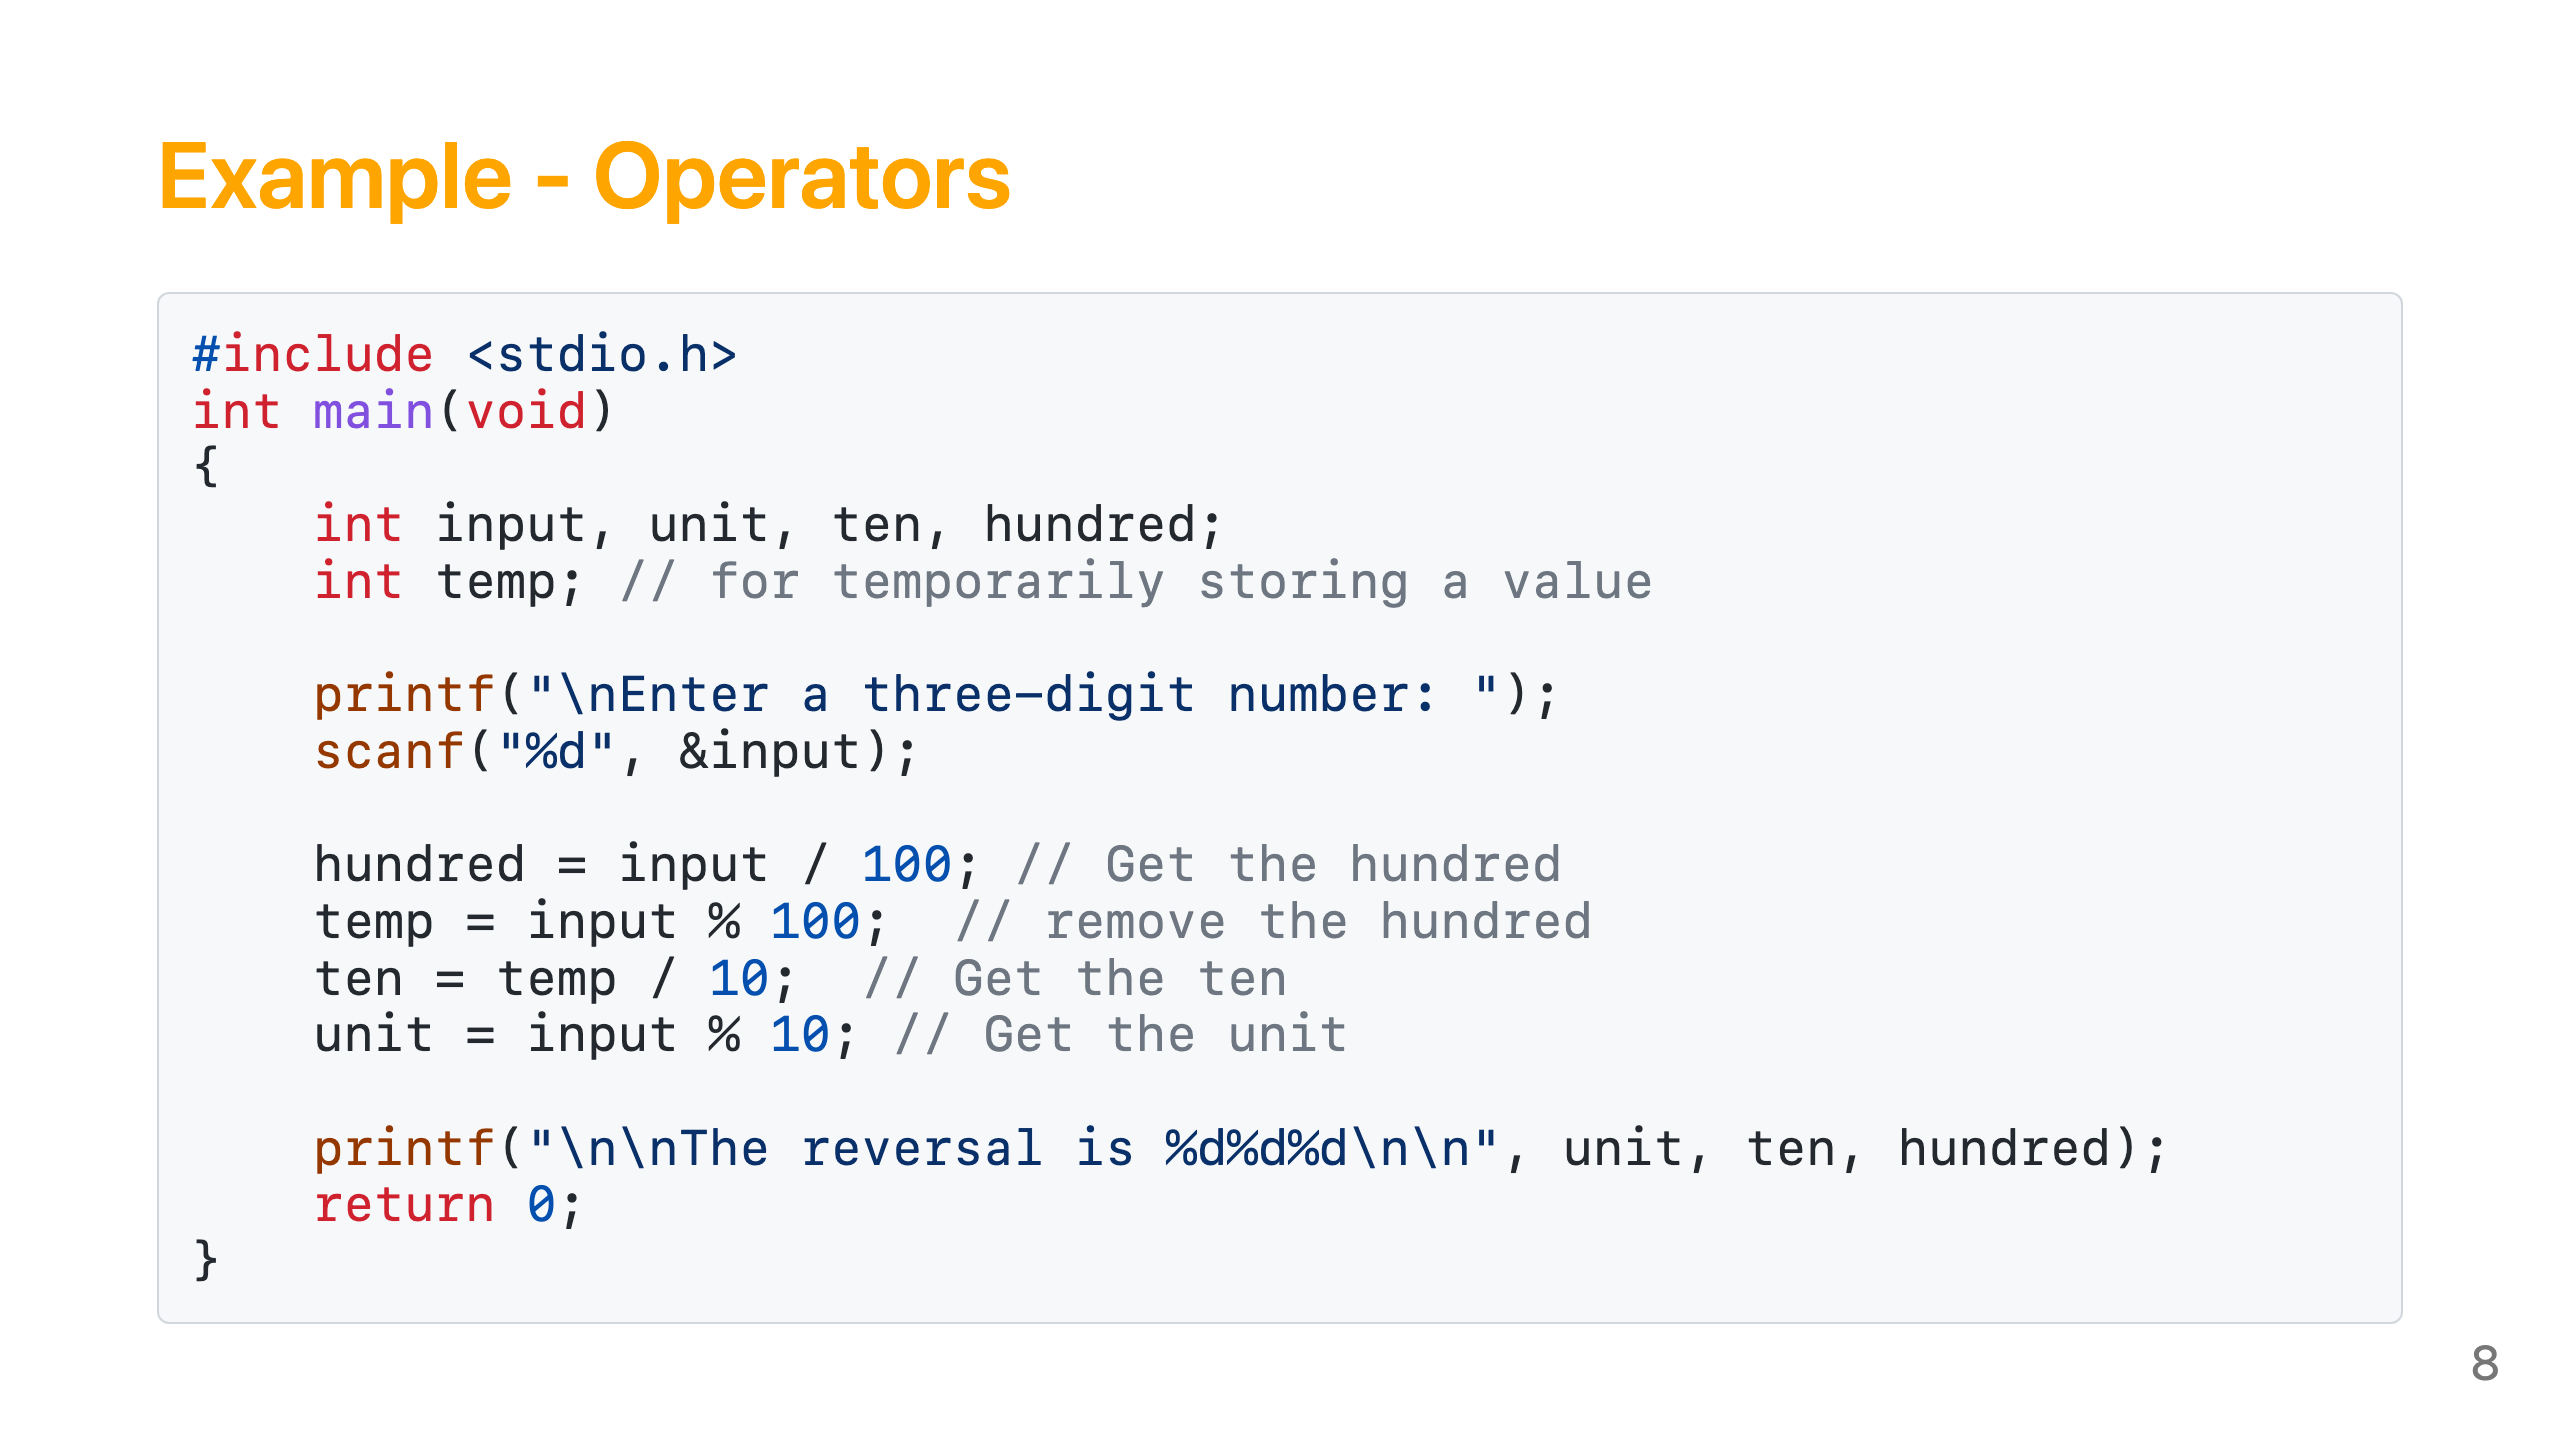 Example - Operators
#include <stdio.h>
int main(void)
{
    int input, unit, ten, hundred;
    int temp; // for temporarily storing a value

    printf("\nEnter a three-digit number: ");
    scanf("%d", &input);

    hundred = input / 100; // Get the hundred
    temp = input % 100;  // remove the hundred
    ten = temp / 10;  // Get the ten
    unit = input % 10; // Get the unit

    printf("\n\nThe reversal is %d%d%d\n\n", unit, ten, hundred);
    return 0;
}
8